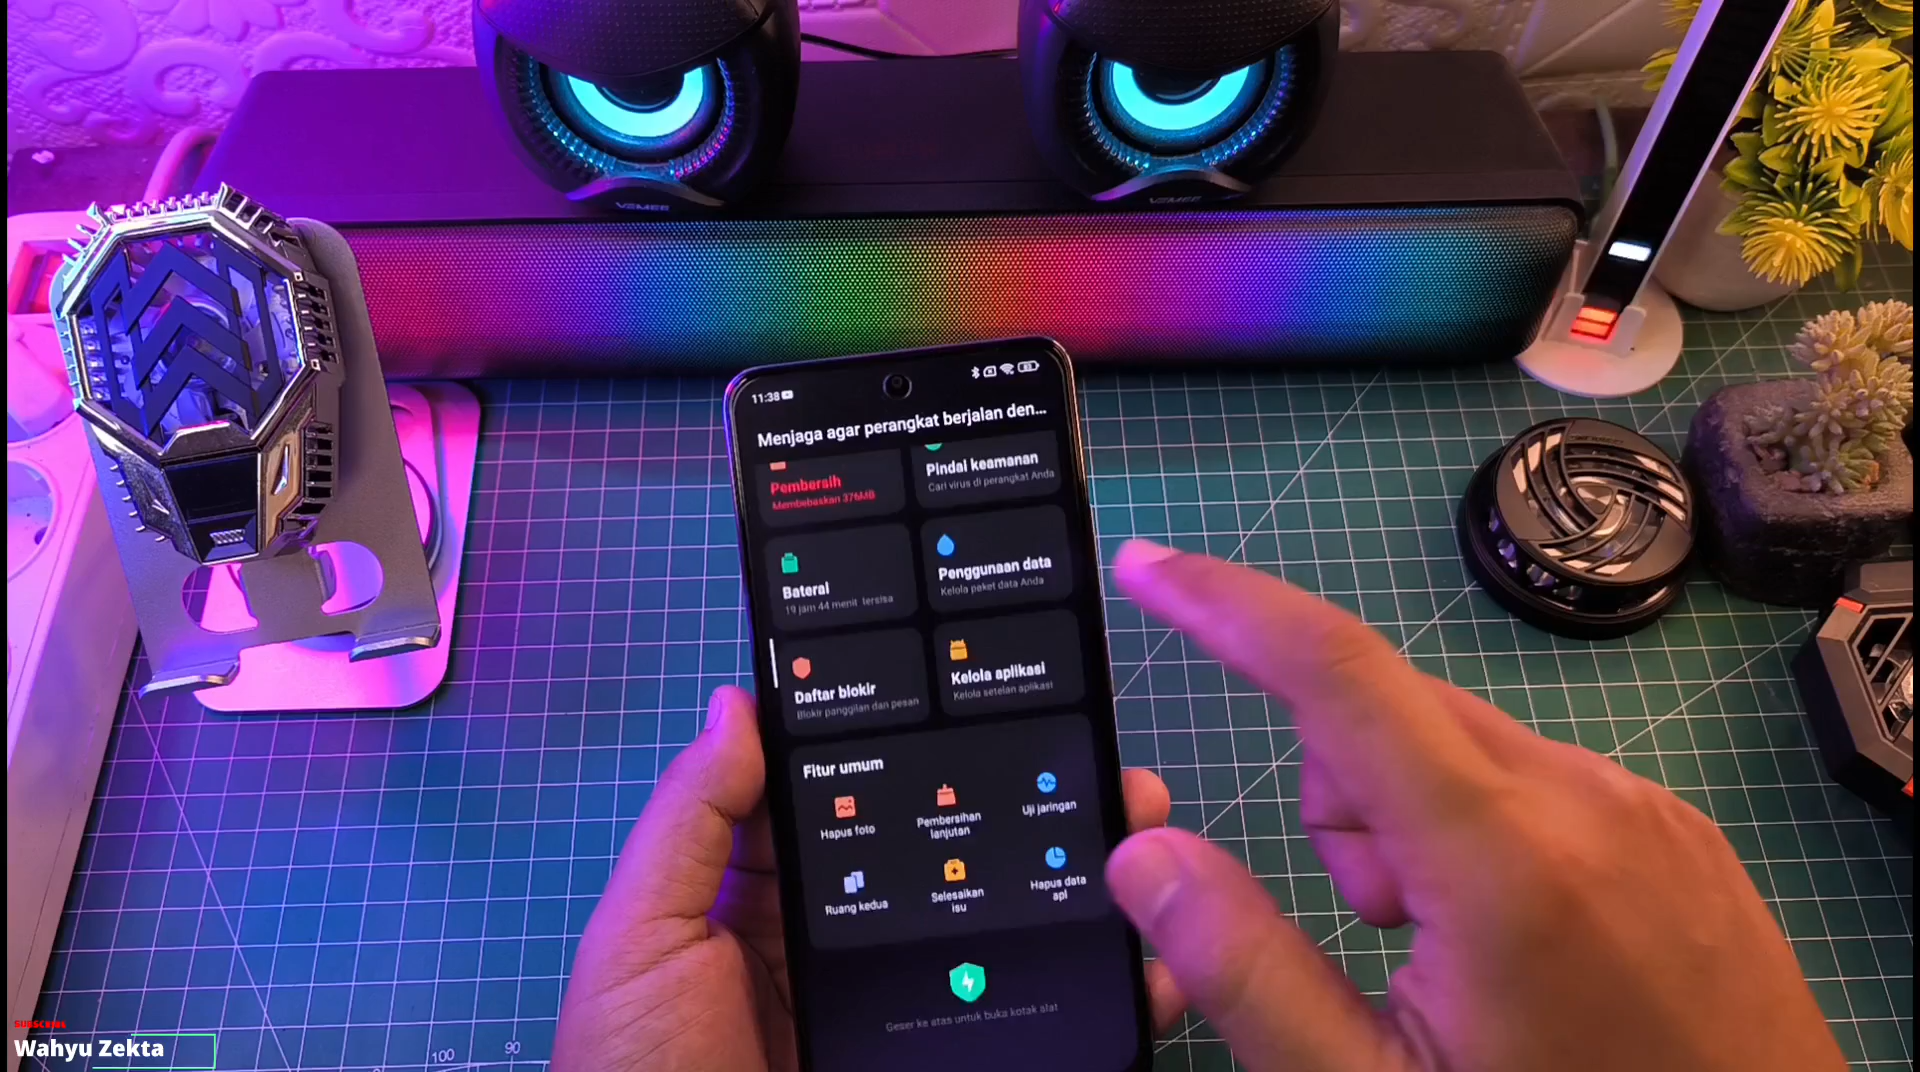 VEMEE
VEMEE
11:38
Menjaga agar perangkat berjalan den...
Pembersih
Membebaskan 376MB
Pindai keamanan
Cari virus di perangkat Anda
Baterai
19 jam 44 menit tersisa
Penggunaan data
Kelola paket data Anda
Daftar blokir
Blokir panggilan dan pesan
Kelola aplikasi
Kelola setelan aplikasi
Fitur umum
Hapus foto
Pembersihan
lanjutan
Uji jaringan
Ruang kedua
Selesaikan
isu
Hapus data
apl
Geser ke atas untuk buka kotak alat
SUBSCRIBE
Wahyu Zekta
100
90